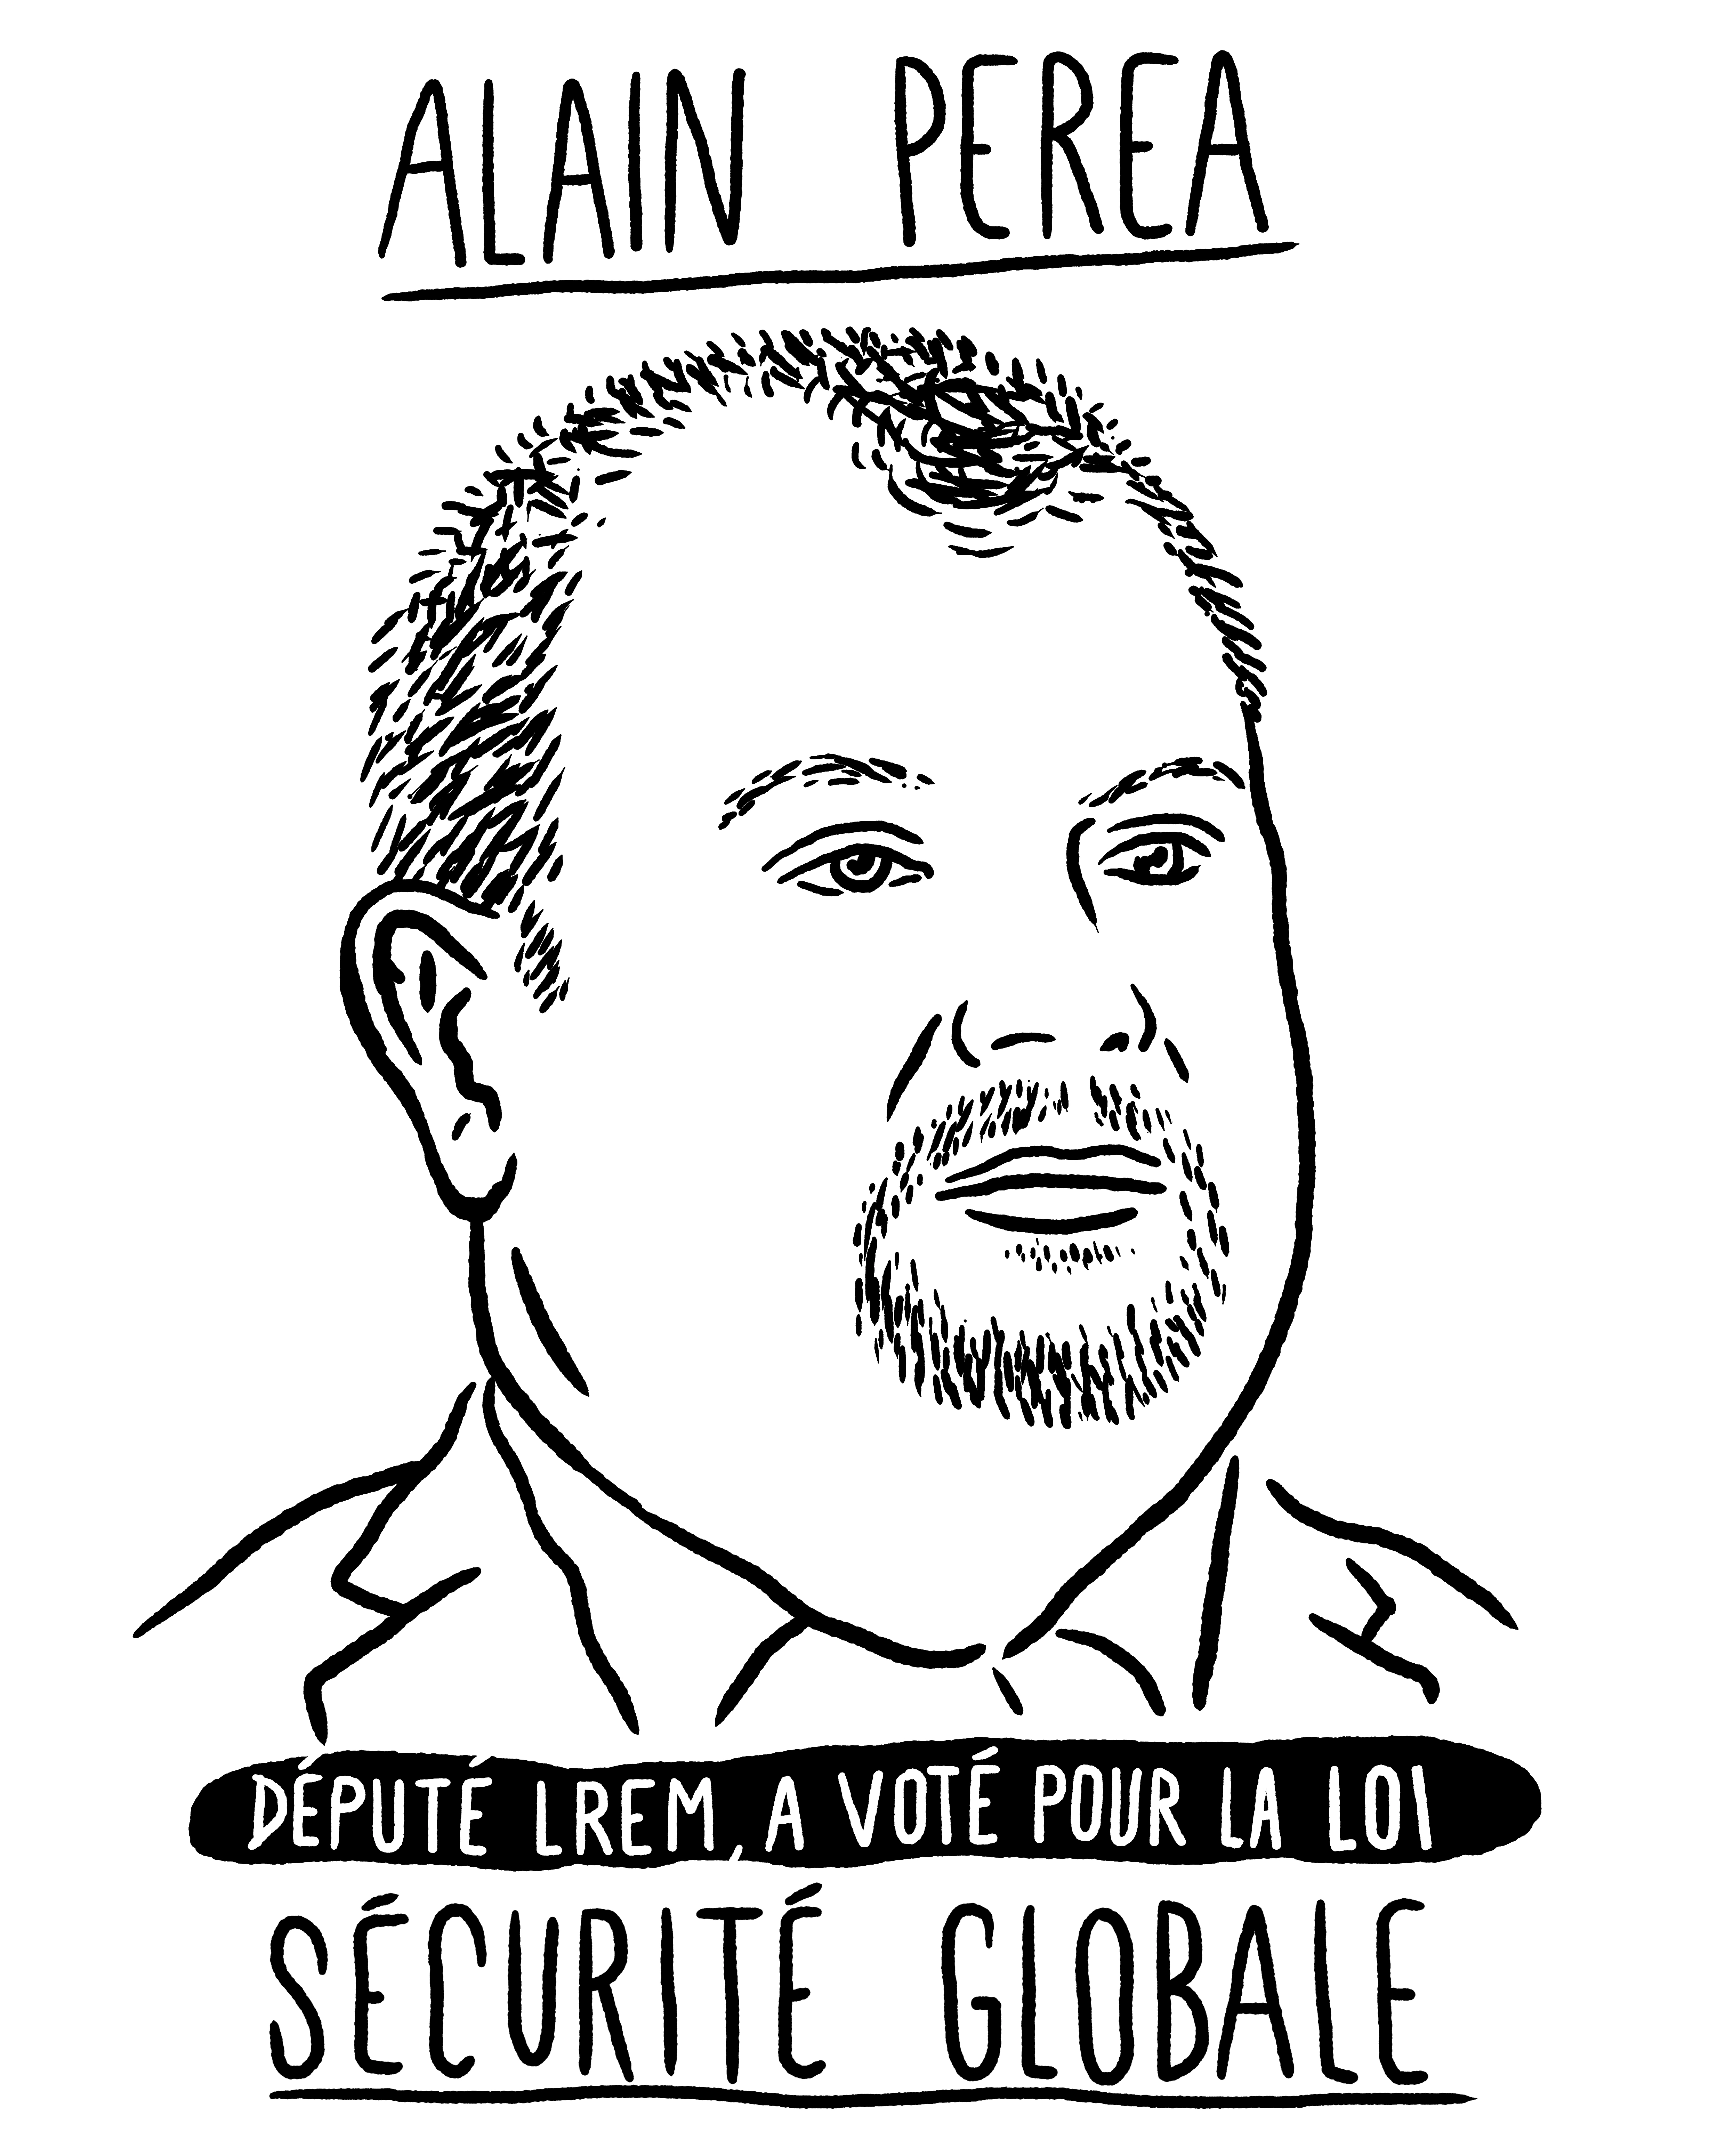 ALAIN PEREA
DÉPUTÉ LREM, A VOTÉ POUR LA LOI
SÉCURITÉ GLOBALE